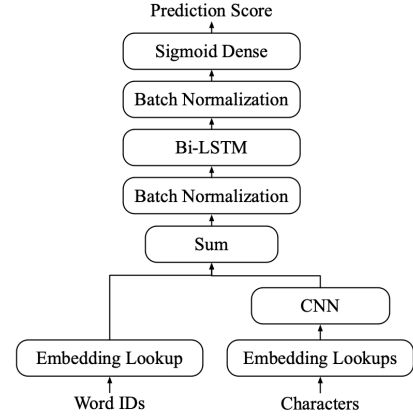 Prediction Score
Sigmoid Dense
Batch Normalization
Bi-LSTM
Batch Normalization
Sum
CNN
Embedding Lookup
Embedding Lookups
Word IDs
Characters